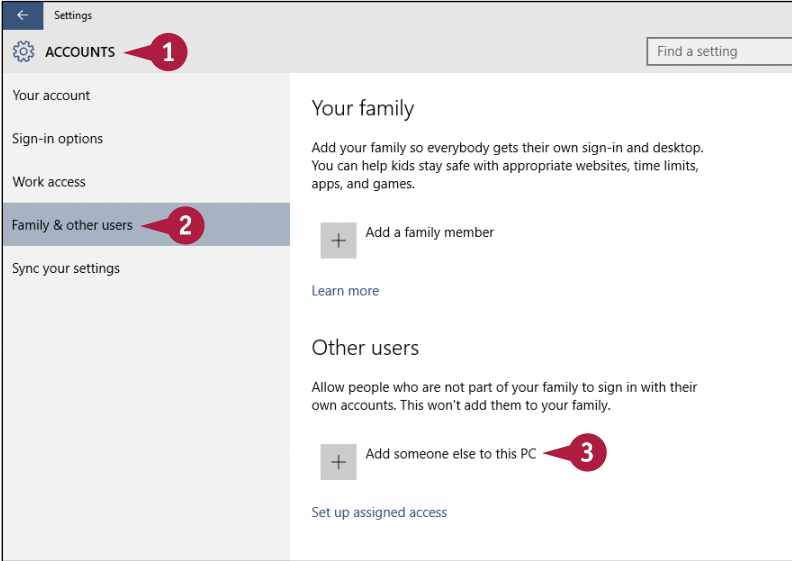 Settings
ACCOUNTS 1
Find a setting
Your account
Sign-in options
Work access
Family & other users 2
Sync your settings
Your family
Add your family so everybody gets their own sign-in and desktop.
You can help kids stay safe with appropriate websites, time limits,
apps, and games.
Add a family member
Learn more
Other users
Allow people who are not part of your family to sign in with their
own accounts. This won't add them to your family.
Add someone else to this PC 3
Set up assigned access